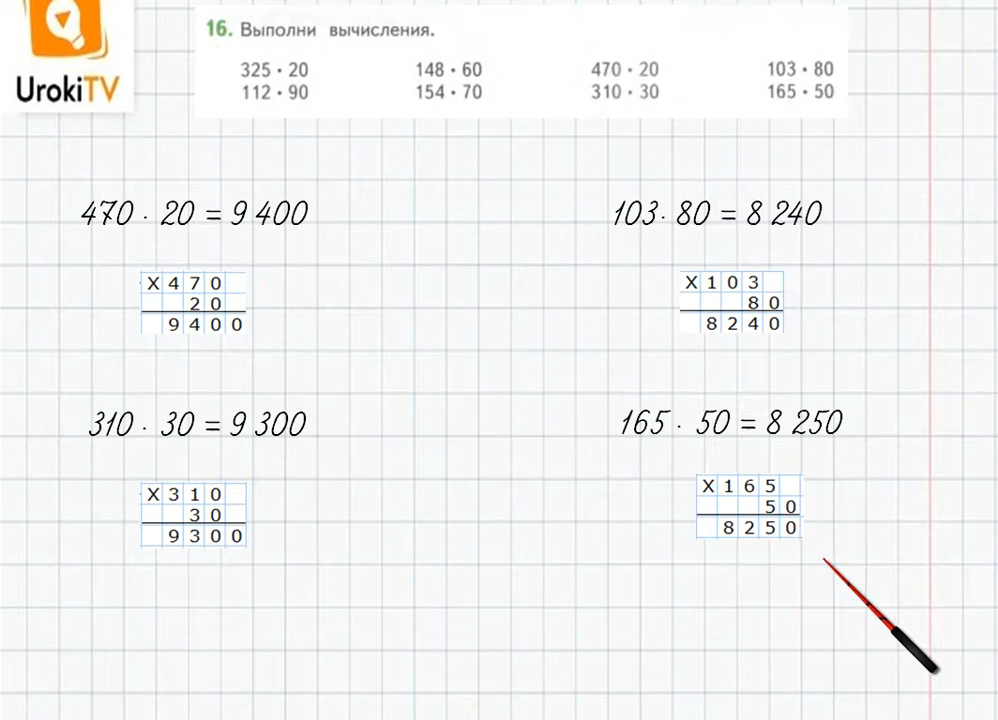 UrokiTV
16. Выполни вычисления.
325 · 20 148 · 60 470 · 20 103 · 80
112 · 90 154 · 70 310 · 30 165 · 50
470 · 20 = 9 400
103 · 80 = 8 240
X 4 7 0
2 0
9 4 0 0
X 1 0 3
8 0
8 2 4 0
310 · 30 = 9 300
165 · 50 = 8 250
X 3 1 0
3 0
9 3 0 0
X 1 6 5
5 0
8 2 5 0